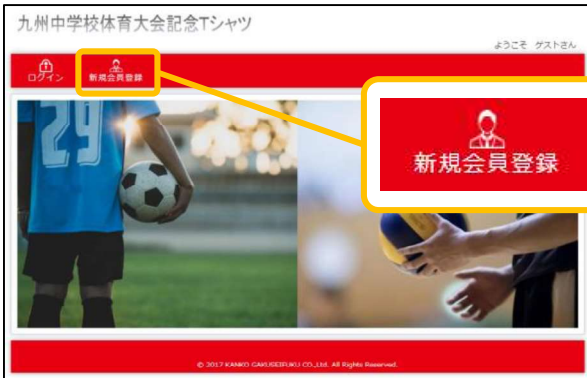 九州中学校体育大会記念Tシャツ
ようこそ ゲストさん
ログイン
新規会員登録
新規会員登録
29
© 2017 KANKO GAKUSEIFUKU CO.,Ltd. All Rights Reserved.